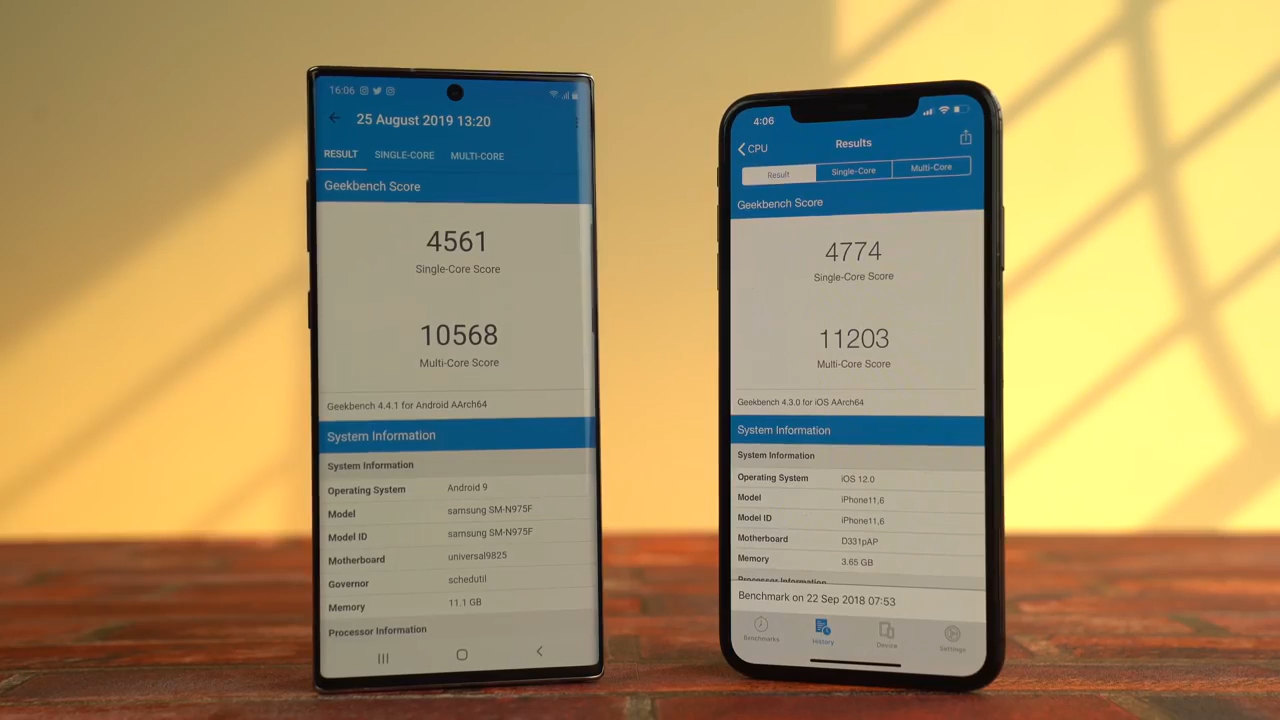 16:06
25 August 2019 13:20
RESULT SINGLE-CORE MULTI-CORE
Geekbench Score
4561
Single-Core Score
10568
Multi-Core Score
Geekbench 4.4.1 for Android AArch64
System Information
System Information
Operating System Android 9
Model samsung SM-N975F
Model ID samsung SM-N975F
Motherboard universal9825
Governor schedutil
Memory 11.1 GB
Processor Information
4:06
CPU Results
Result Single-Core Multi-Core
Geekbench Score
4774
Single-Core Score
11203
Multi-Core Score
Geekbench 4.3.0 for iOS AArch64
System Information
System Information
Operating System iOS 12.0
Model iPhone11,6
Model ID iPhone11,6
Motherboard D331pAP
Memory 3.65 GB
Processor Information
Benchmark on 22 Sep 2018 07:53
Benchmarks History Device Settings